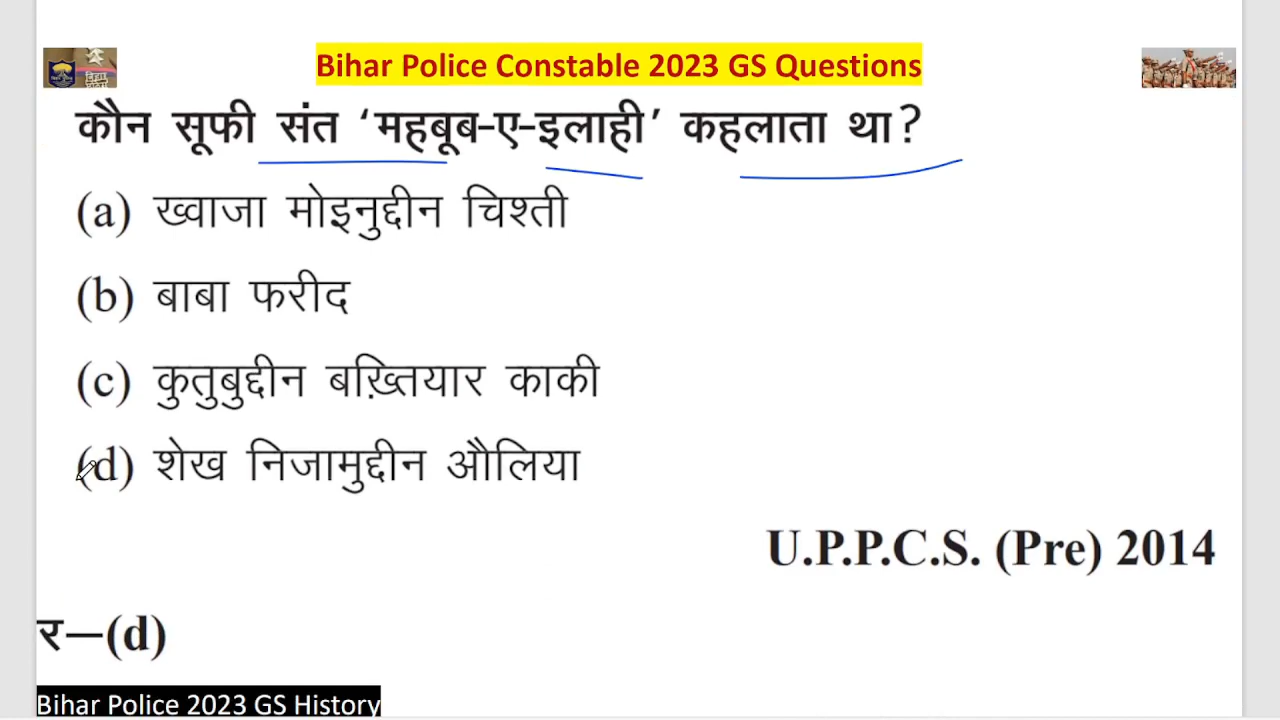 Bihar Police Constable 2023 GS Questions
कौन सूफी संत ‘महबूब-ए-इलाही’ कहलाता था?
(a) ख्वाजा मोइनुद्दीन चिश्ती
(b) बाबा फरीद
(c) कुतुबुद्दीन बख़्तियार काकी
(d) शेख निजामुद्दीन औलिया
U.P.P.C.S. (Pre) 2014
र—(d)
Bihar Police 2023 GS History